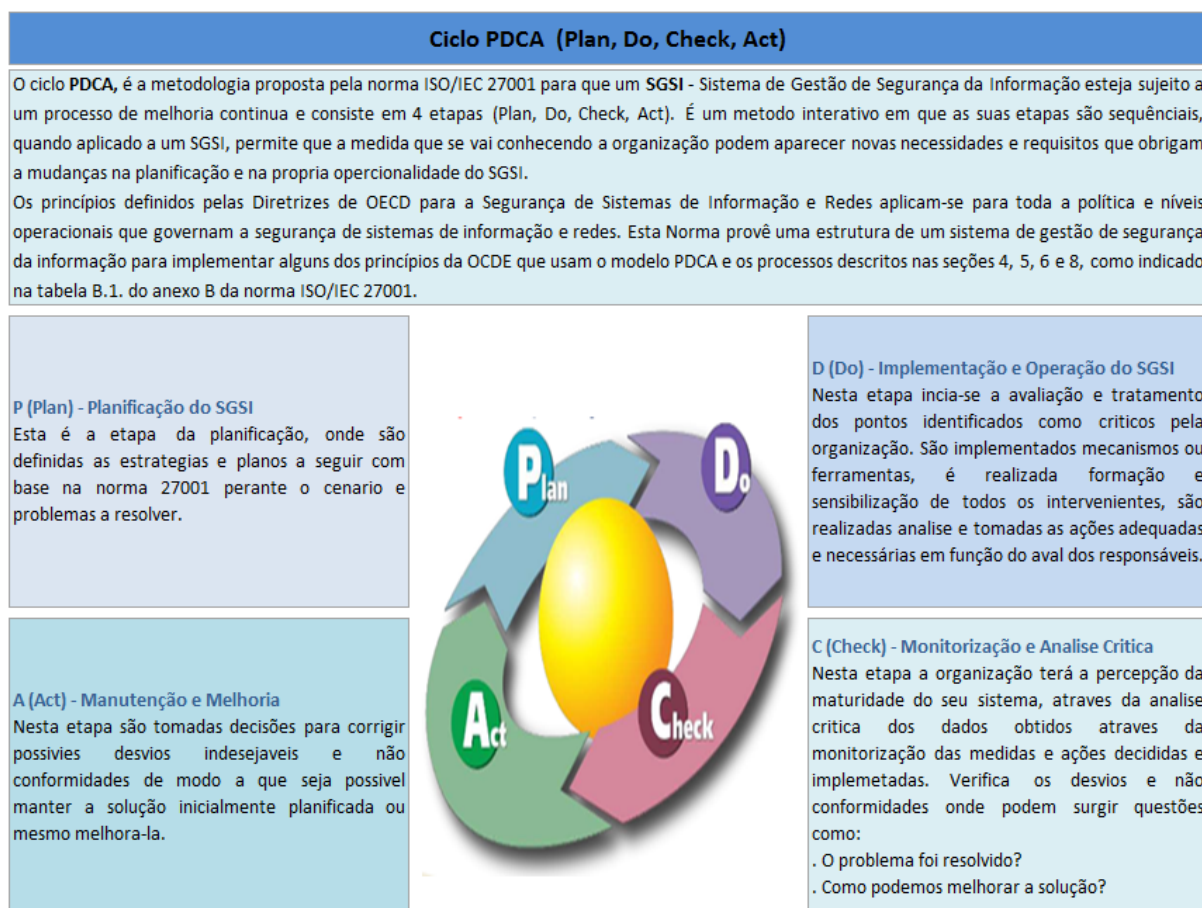 Ciclo PDCA (Plan, Do, Check, Act)
O ciclo PDCA, é a metodologia proposta pela norma ISO/IEC 27001 para que um SGSI - Sistema de Gestão de Segurança da Informação esteja sujeito a
um processo de melhoria continua e consiste em 4 etapas (Plan, Do, Check, Act). É um metodo interativo em que as suas etapas são sequênciais,
quando aplicado a um SGSI, permite que a medida que se vai conhecendo a organização podem aparecer novas necessidades e requisitos que obrigam
a mudanças na planificação e na propria opercionalidade do SGSI.
Os princípios definidos pelas Diretrizes de OECD para a Segurança de Sistemas de Informação e Redes aplicam-se para toda a política e níveis
operacionais que governam a segurança de sistemas de informação e redes. Esta Norma provê uma estrutura de um sistema de gestão de segurança
da informação para implementar alguns dos princípios da OCDE que usam o modelo PDCA e os processos descritos nas seções 4, 5, 6 e 8, como indicado
na tabela B.1. do anexo B da norma ISO/IEC 27001.
P (Plan) - Planificação do SGSI
Esta é a etapa da planificação, onde são
definidas as estrategias e planos a seguir com
base na norma 27001 perante o cenario e
problemas a resolver.
Plan
Do
Act
Check
D (Do) - Implementação e Operação do SGSI
Nesta etapa incia-se a avaliação e tratamento
dos pontos identificados como criticos pela
organização. São implementados mecanismos ou
ferramentas, é realizada formação e
sensibilização de todos os intervenientes, são
realizadas analise e tomadas as ações adequadas
e necessárias em função do aval dos responsáveis.
A (Act) - Manutenção e Melhoria
Nesta etapa são tomadas decisões para corrigir
possivies desvios indesejaveis e não
conformidades de modo a que seja possivel
manter a solução inicialmente planificada ou
mesmo melhora-la.
C (Check) - Monitorização e Analise Critica
Nesta etapa a organização terá a percepção da
maturidade do seu sistema, atraves da analise
critica dos dados obtidos atraves da
monitorização das medidas e ações decididas e
implemetadas. Verifica os desvios e não
conformidades onde podem surgir questões
como:
. O problema foi resolvido?
. Como podemos melhorar a solução?